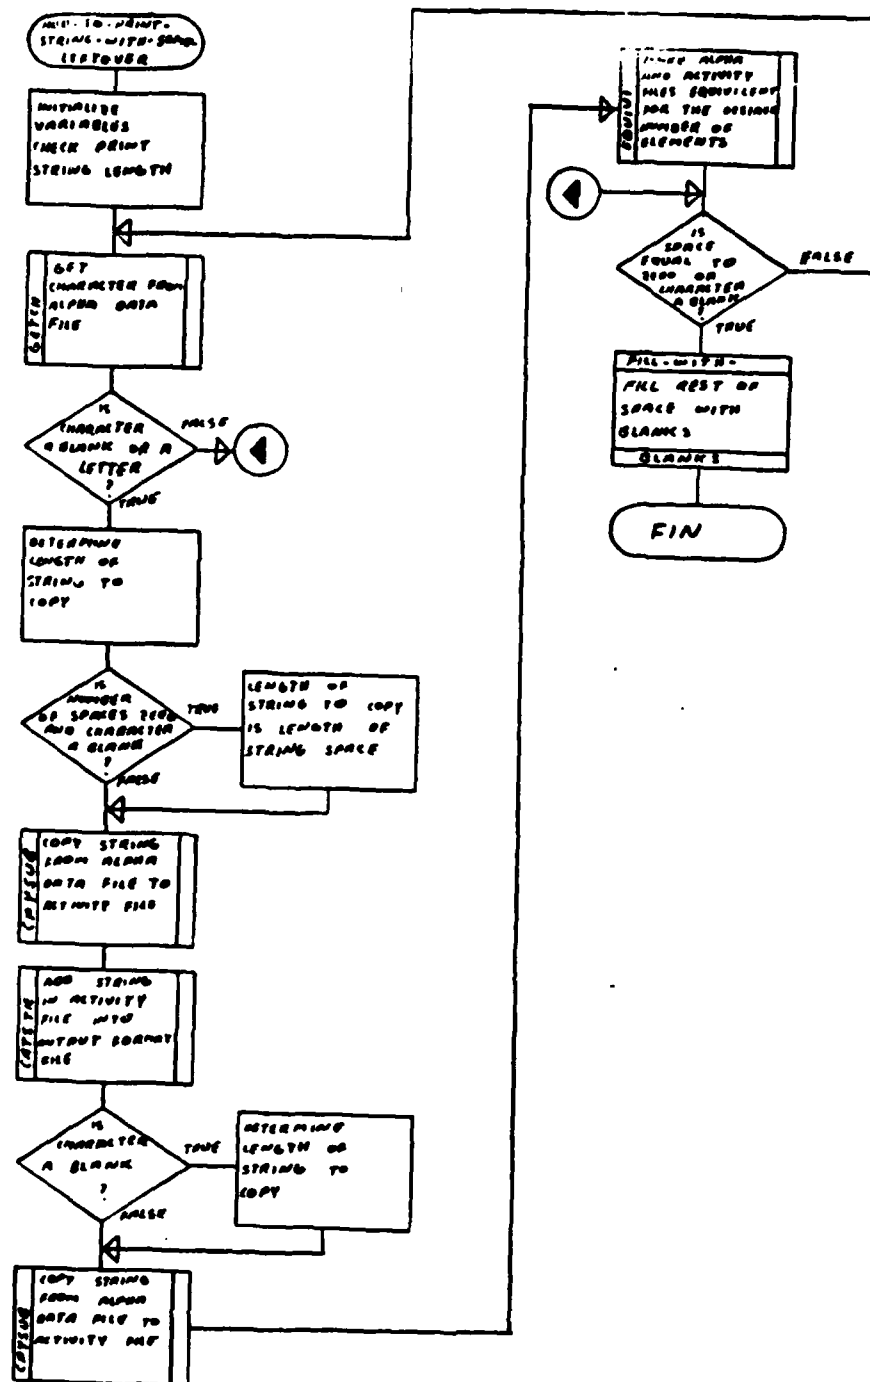 ADD-TO-PRINT-
STRING-WITH-SPACE
LEFTOVER
INITIALIZE
VARIABLES
CHECK PRINT
STRING LENGTH
GETCH
GET
CHARACTER FROM
ALPHA DATA
FILE
IS
CHARACTER
A BLANK OR A
LETTER
?
FALSE
TRUE
DETERMINE
LENGTH OF
STRING TO
COPY
IS
NUMBER
OF SPACES ZERO
AND CHARACTER
A BLANK
?
TRUE
FALSE
LENGTH OF
STRING TO COPY
IS LENGTH OF
STRING SPACE
CPYSUB
COPY STRING
FROM ALPHA
DATA FILE TO
ACTIVITY FILE
CATSTR
ADD STRING
IN ACTIVITY
FILE INTO
OUTPUT FORMAT
FILE
IS
CHARACTER
A BLANK
?
TRUE
FALSE
DETERMINE
LENGTH OF
STRING TO
COPY
CPYSUB
COPY STRING
FROM ALPHA
DATA FILE TO
ACTIVITY FILE
ALPHA
AND ACTIVITY
FILES EQUIVILENT
FOR THE DESIRED
NUMBER OF
ELEMENTS
IS
SPACE
EQUAL TO
ZERO OR
CHARACTER
A BLANK
?
FALSE
TRUE
FILL-WITH-
FILL REST OF
SPACE WITH
BLANKS
BLANKS
FIN